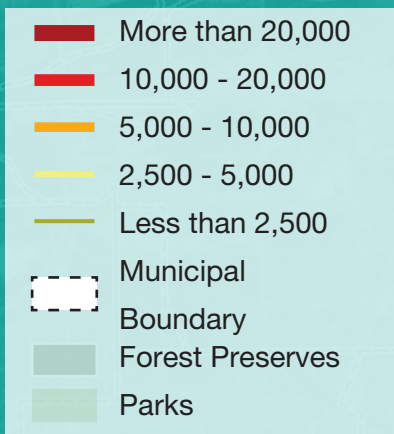 More than 20,000
10,000 - 20,000
5,000 - 10,000
2,500 - 5,000
Less than 2,500
Municipal
Boundary
Forest Preserves
Parks